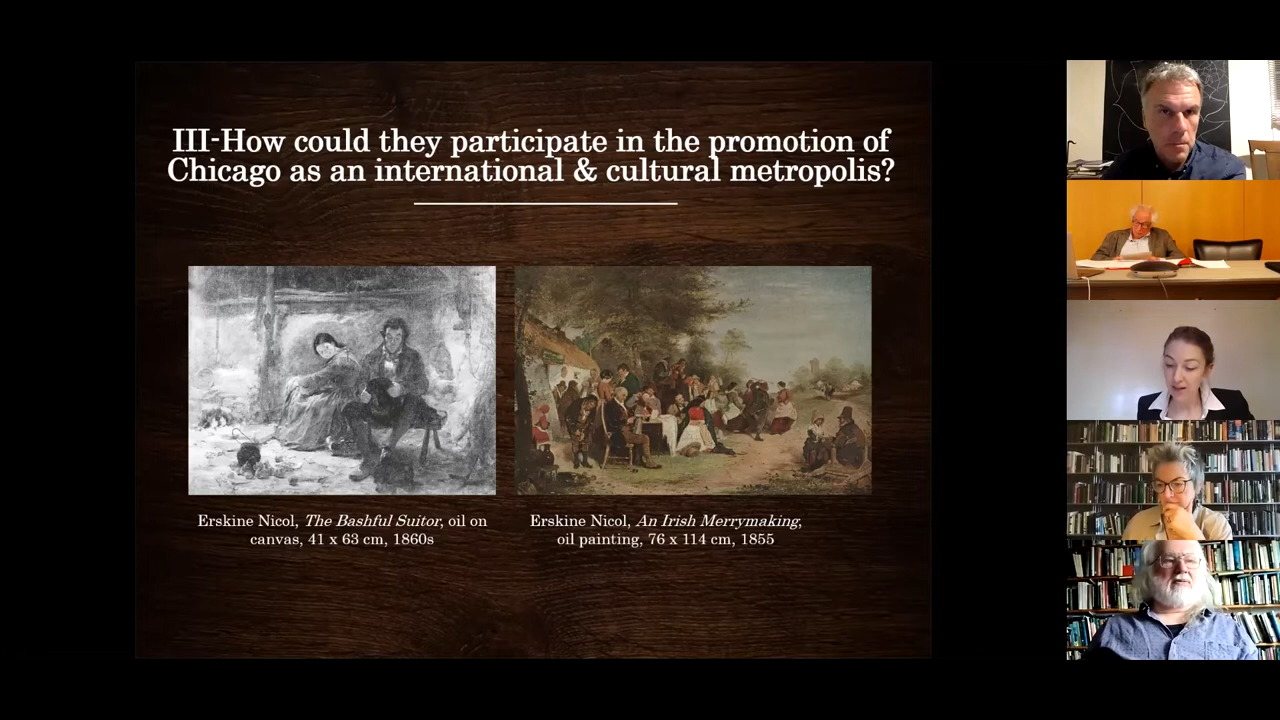 III-How could they participate in the promotion of
Chicago as an international & cultural metropolis?
Erskine Nicol, The Bashful Suitor, oil on
canvas, 41 x 63 cm, 1860s
Erskine Nicol, An Irish Merrymaking,
oil painting, 76 x 114 cm, 1855